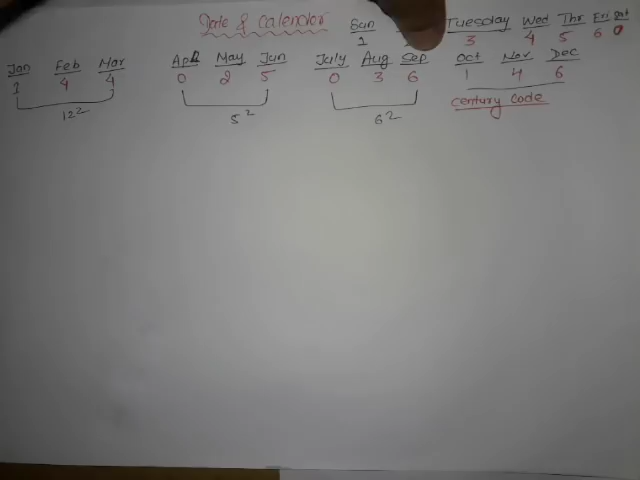 Date & Calendar
Sun Tuesday Wed Thr Fri Sat
1 3 4 5 6 0
Jan Feb Mar Apr May Jun July Aug Sep Oct Nov Dec
1 4 4 0 2 5 0 3 6 1 4 6
12² 5² 6²
Century Code